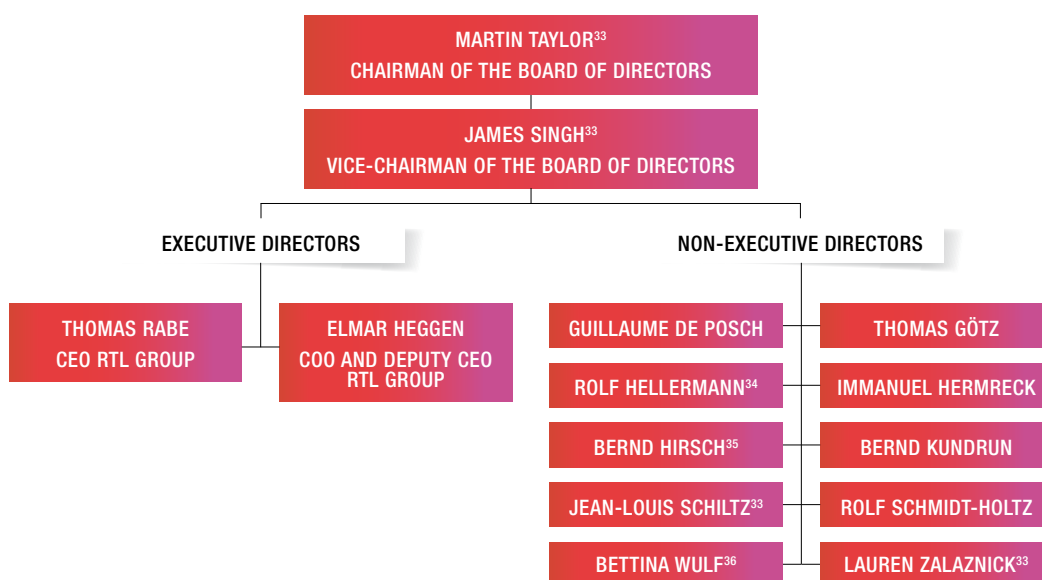 MARTIN TAYLOR³³
CHAIRMAN OF THE BOARD OF DIRECTORS
JAMES SINGH³³
VICE-CHAIRMAN OF THE BOARD OF DIRECTORS
EXECUTIVE DIRECTORS
NON-EXECUTIVE DIRECTORS
THOMAS RABE
CEO RTL GROUP
ELMAR HEGGEN
COO AND DEPUTY CEO
RTL GROUP
GUILLAUME DE POSCH
THOMAS GÖTZ
ROLF HELLERMANN³⁴
IMMANUEL HERMRECK
BERND HIRSCH³⁵
BERND KUNDRUN
JEAN-LOUIS SCHILTZ³³
ROLF SCHMIDT-HOLTZ
BETTINA WULF³⁶
LAUREN ZALAZNICK³³